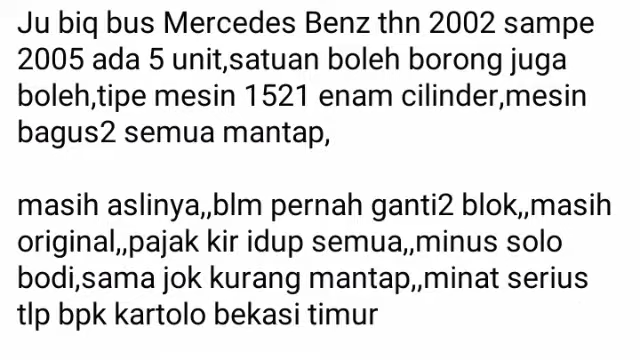 Ju biq bus Mercedes Benz thn 2002 sampe
2005 ada 5 unit,satuan boleh borong juga
boleh,tipe mesin 1521 enam cilinder,mesin
bagus2 semua mantap,
masih aslinya,,blm pernah ganti2 blok,,masih
original,,pajak kir idup semua,,minus solo
bodi,sama jok kurang mantap,,minat serius
tlp bpk kartolo bekasi timur